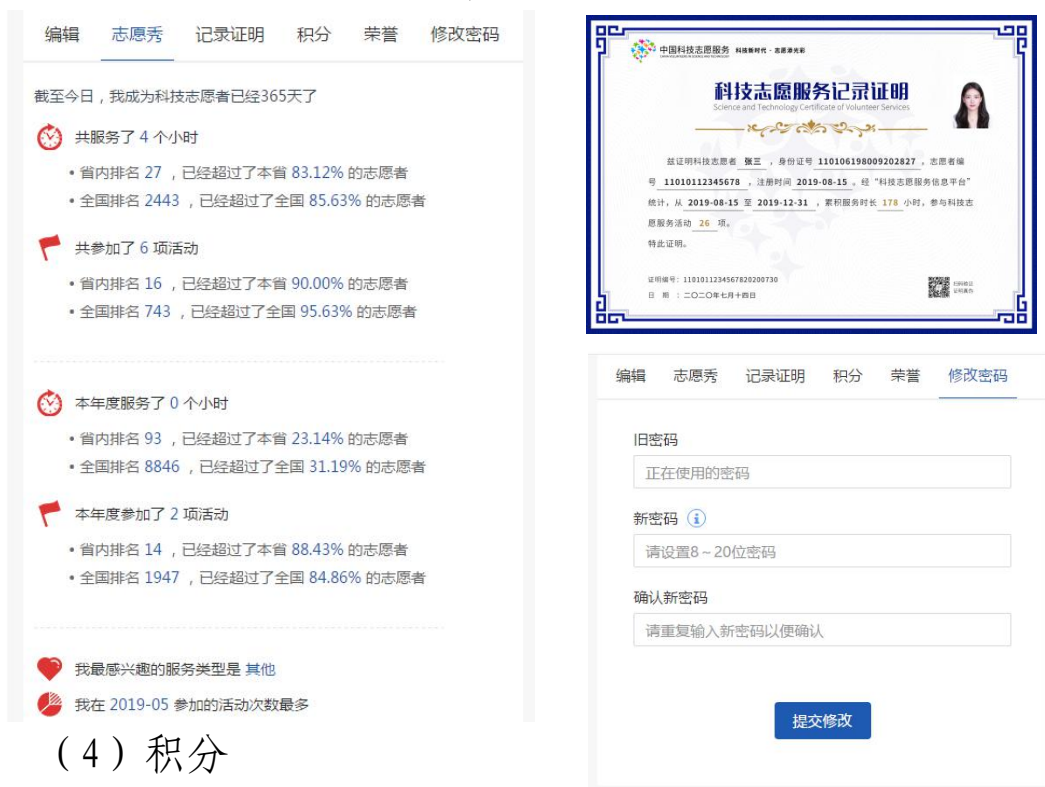 编辑 志愿秀 记录证明 积分 荣誉 修改密码
截至今日，我成为科技志愿者已经365天了
共服务了 4 个小时
• 省内排名 27 ，已经超过了本省 83.12% 的志愿者
• 全国排名 2443 ，已经超过了全国 85.63% 的志愿者
共参加了 6 项活动
• 省内排名 16 ，已经超过了本省 90.00% 的志愿者
• 全国排名 743 ，已经超过了全国 95.63% 的志愿者
本年度服务了 0 个小时
• 省内排名 93 ，已经超过了本省 23.14% 的志愿者
• 全国排名 8846 ，已经超过了全国 31.19% 的志愿者
本年度参加了 2 项活动
• 省内排名 14 ，已经超过了本省 88.43% 的志愿者
• 全国排名 1947 ，已经超过了全国 84.86% 的志愿者
我最感兴趣的服务类型是 其他
我在 2019-05 参加的活动次数最多
（4）积分
中国科技志愿服务 科技新时代·志愿添光彩
科技志愿服务记录证明
Science and Technology Certificate of Volunteer Services
兹证明科技志愿者 张三 ，身份证号 110106198009202827 ，志愿者编
号 11010112345678 ，注册时间 2019-08-15 。经“科技志愿服务信息平台”
统计，从 2019-08-15 至 2019-12-31 ，累积服务时长 178 小时，参与科技志
愿服务活动 26 项。
特此证明。
证明编号：1101011234567820200730
日 期 ：二〇二〇年七月十四日
扫码验证
证明真伪
编辑 志愿秀 记录证明 积分 荣誉 修改密码
旧密码
正在使用的密码
新密码
请设置8～20位密码
确认新密码
请重复输入新密码以便确认
提交修改